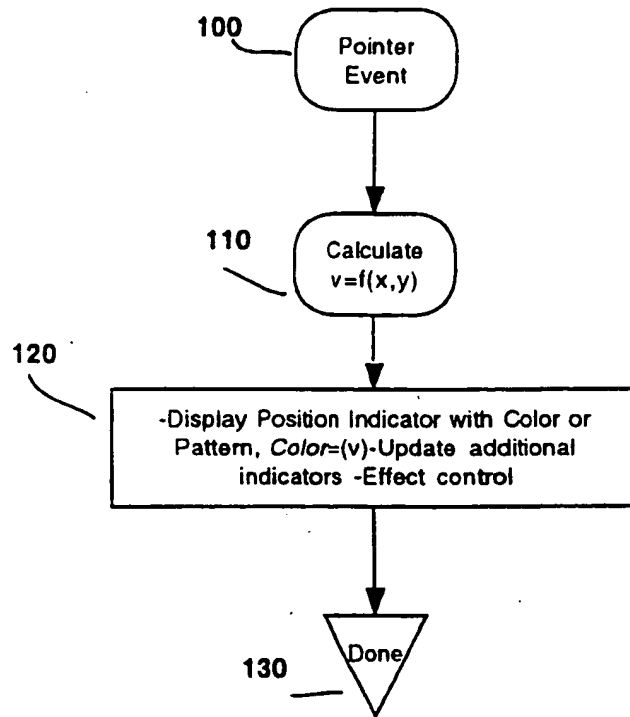 100
Pointer
Event
110
Calculate
v=f(x,y)
120
-Display Position Indicator with Color or
Pattern, Color=(v)-Update additional
indicators -Effect control
Done
130